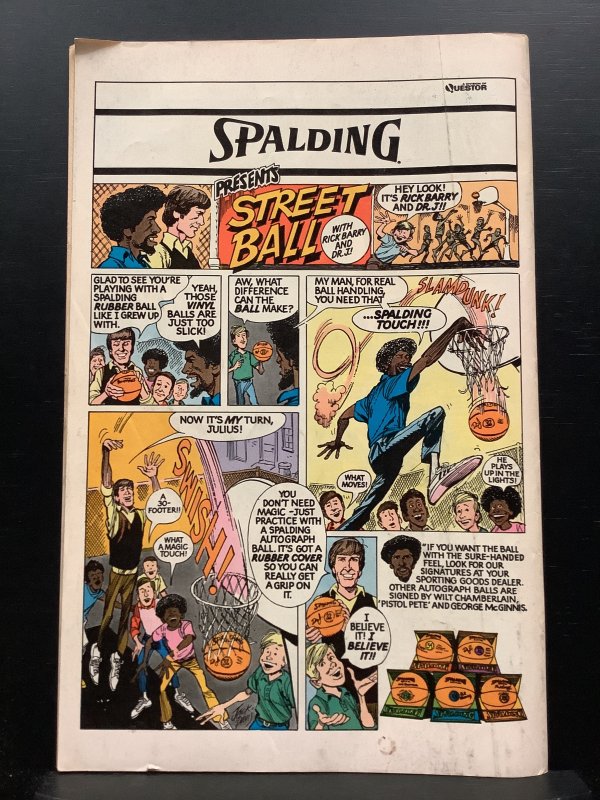 A DIVISION OF
QUESTOR
SPALDING
PRESENTS
STREET
BALL
WITH
RICK BARRY
AND
DR. J!
HEY LOOK!
IT'S RICK BARRY
AND DR. J!!
GLAD TO SEE YOU'RE
PLAYING WITH A
SPALDING
RUBBER BALL
LIKE I GREW UP
WITH.
YEAH,
THOSE
VINYL
BALLS ARE
JUST TOO
SLICK!
AW, WHAT
DIFFERENCE
CAN THE
BALL MAKE?
MY MAN, FOR REAL
BALL HANDLING,
YOU NEED THAT
...SPALDING
TOUCH!!!
SLAMDUNK!
WHAT
MOVES!
HE
PLAYS
UP IN THE
LIGHTS!
NOW IT'S MY TURN,
JULIUS!
A
30-
FOOTER!!
WHAT
A MAGIC
TOUCH!
SWISH!
YOU
DON'T NEED
MAGIC-JUST
PRACTICE WITH
A SPALDING
AUTOGRAPH
BALL. IT'S GOT A
RUBBER COVER
SO YOU CAN
REALLY GET
A GRIP ON
IT.
I
BELIEVE
IT! I
BELIEVE
IT!!
"IF YOU WANT THE BALL
WITH THE SURE-HANDED
FEEL, LOOK FOR OUR
SIGNATURES AT YOUR
SPORTING GOODS DEALER.
OTHER AUTOGRAPH BALLS ARE
SIGNED BY WILT CHAMBERLAIN,
'PISTOL PETE' AND GEORGE McGINNIS.